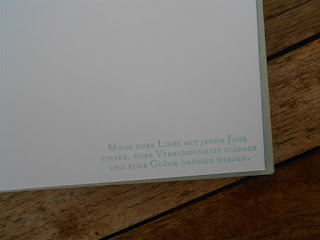 Möge eure Liebe mit jedem Jahr
tiefer, eure Verbundenheit stärker
und euer Glück grösser werden.